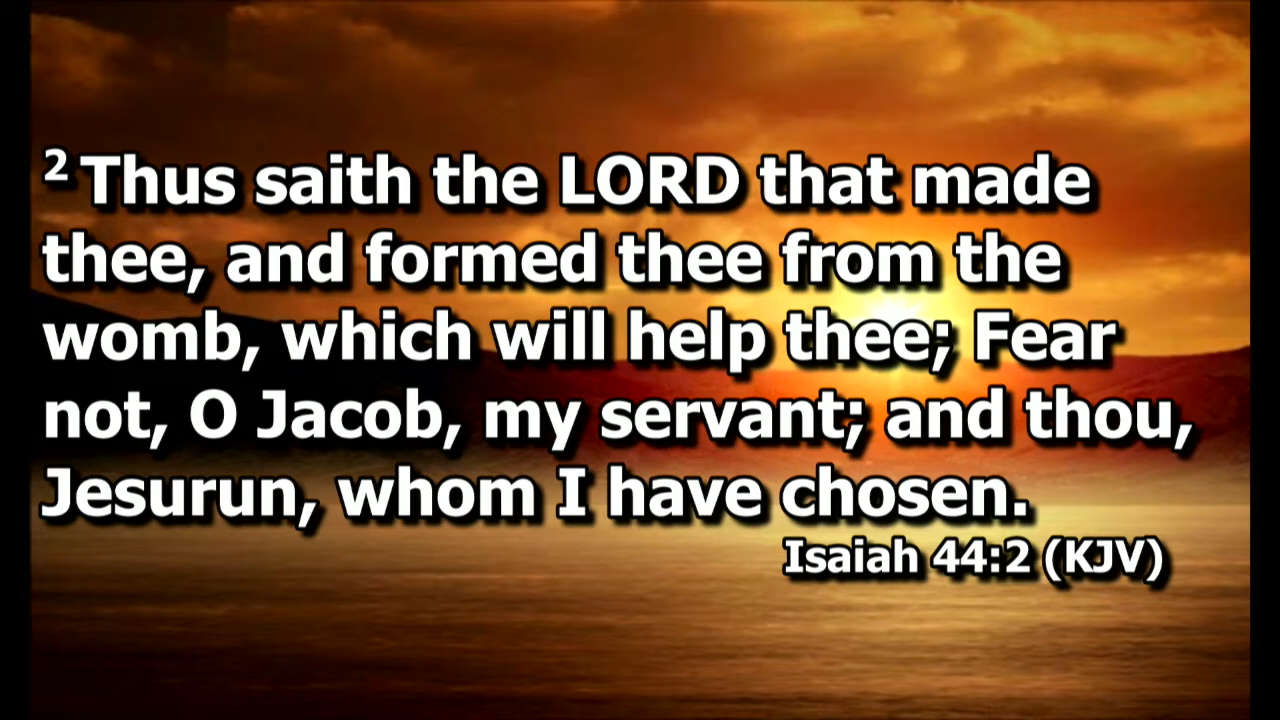 2 Thus saith the LORD that made
thee, and formed thee from the
womb, which will help thee; Fear
not, O Jacob, my servant; and thou,
Jesurun, whom I have chosen.
Isaiah 44:2 (KJV)